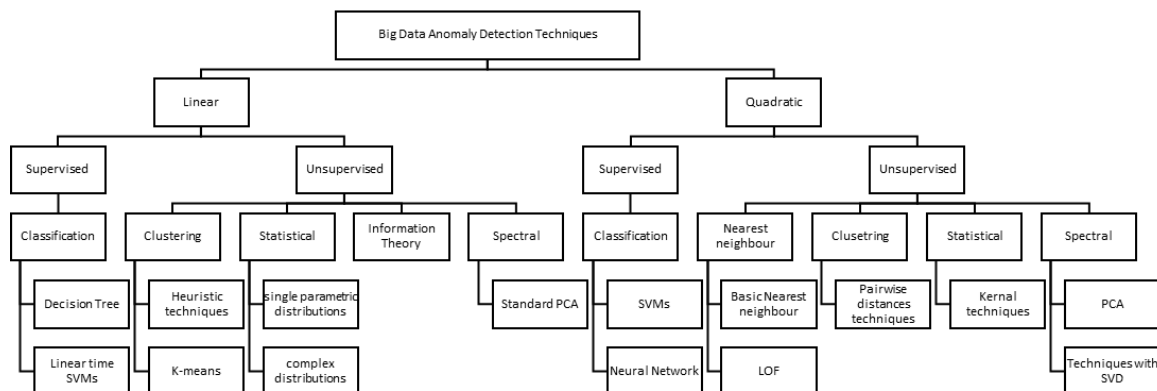 Big Data Anomaly Detection Techniques
Linear
Quadratic
Supervised
Unsupervised
Supervised
Unsupervised
Classification
Clustering
Statistical
Information
Theory
Spectral
Classification
Nearest
neighbour
Clusetring
Statistical
Spectral
Decision Tree
Heuristic
techniques
single parametric
distributions
Standard PCA
SVMs
Basic Nearest
neighbour
Pairwise
distances
techniques
Kernal techniques
PCA
Linear time
SVMs
K-means
complex
distributions
Neural Network
LOF
Techniques with
SVD